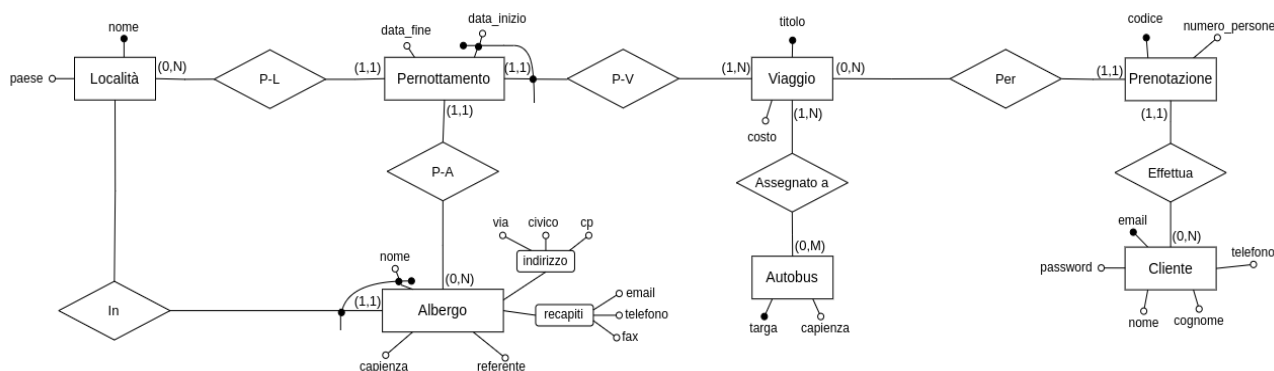 nome
paese
Località
(0,N)
P-L
(1,1)
data_fine
data_inizio
Pernottamento
(1,1)
(1,1)
P-V
(1,N)
titolo
Viaggio
(0,N)
costo
(1,N)
Per
(1,1)
codice
numero_persone
Prenotazione
(1,1)
P-A
Assegnato a
Effettua
In
(1,1)
nome
(0,N)
Albergo
capienza
referente
via
civico
cp
indirizzo
recapiti
email
telefono
fax
(0,M)
Autobus
targa
capienza
email
(0,N)
password
Cliente
telefono
nome
cognome